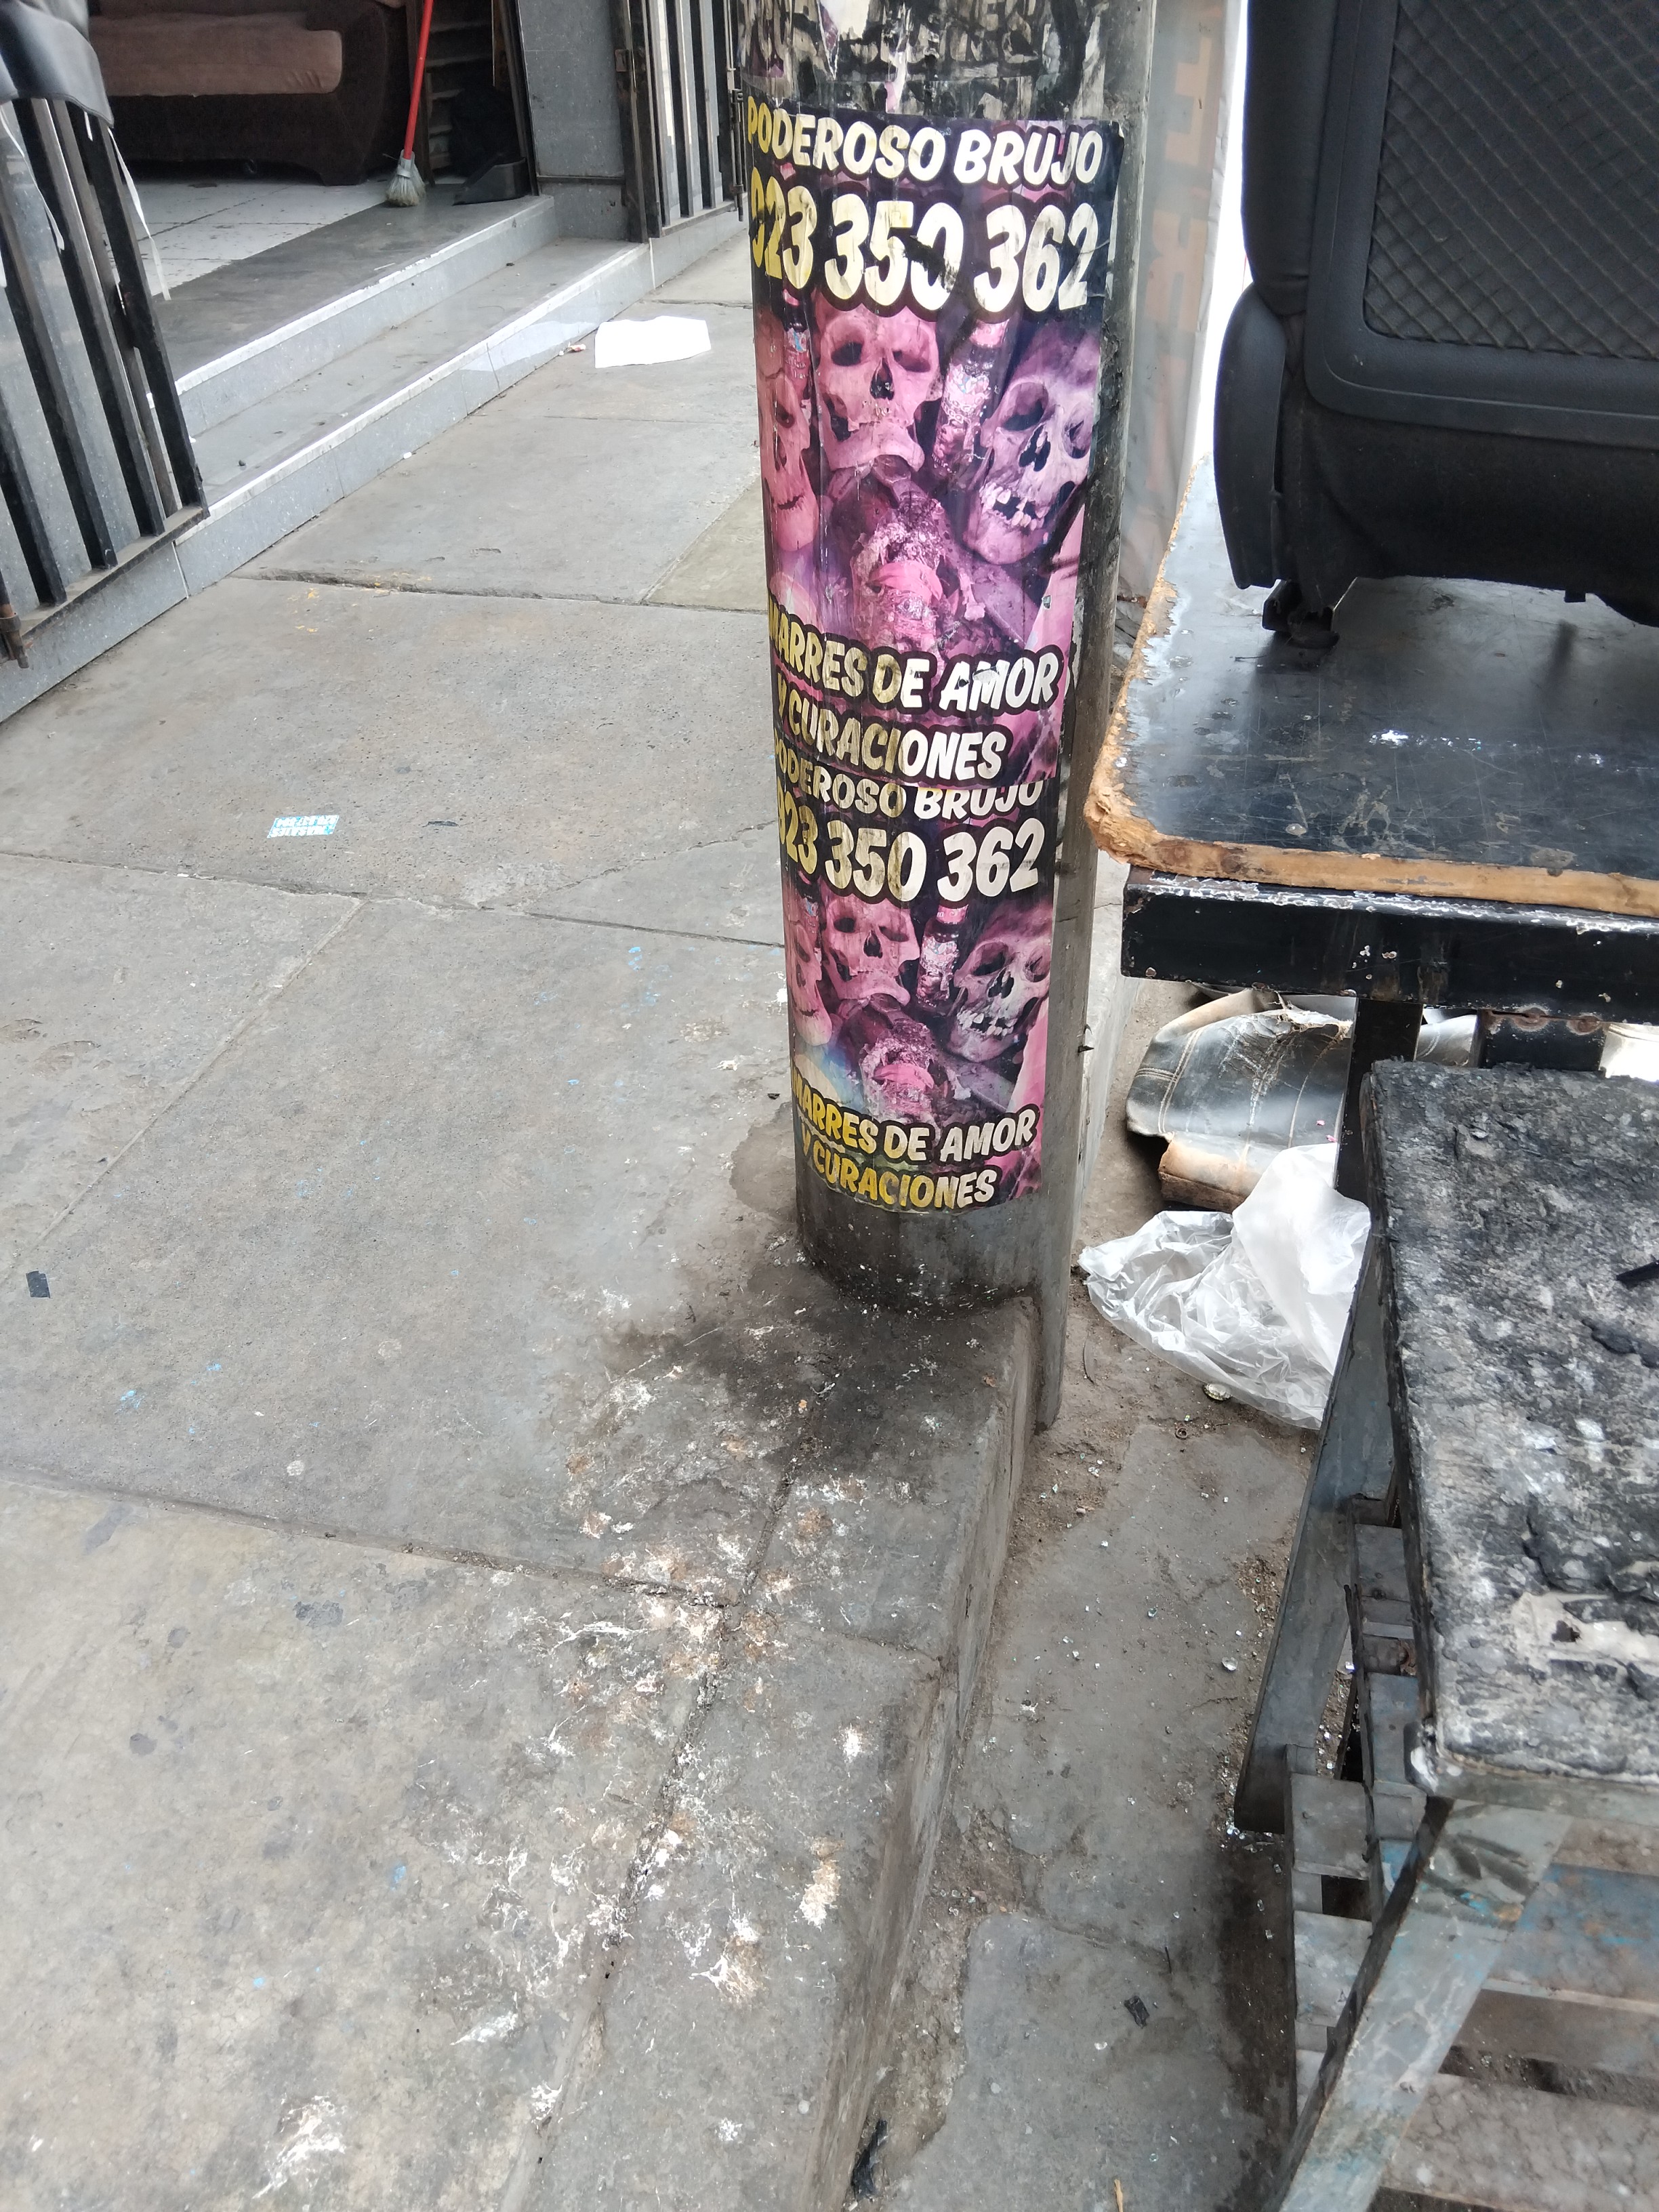 PODEROSO BRUJO
923 350 362
AMARRES DE AMOR
Y CURACIONES
PODEROSO BRUJO
923 350 362
AMARRES DE AMOR
Y CURACIONES